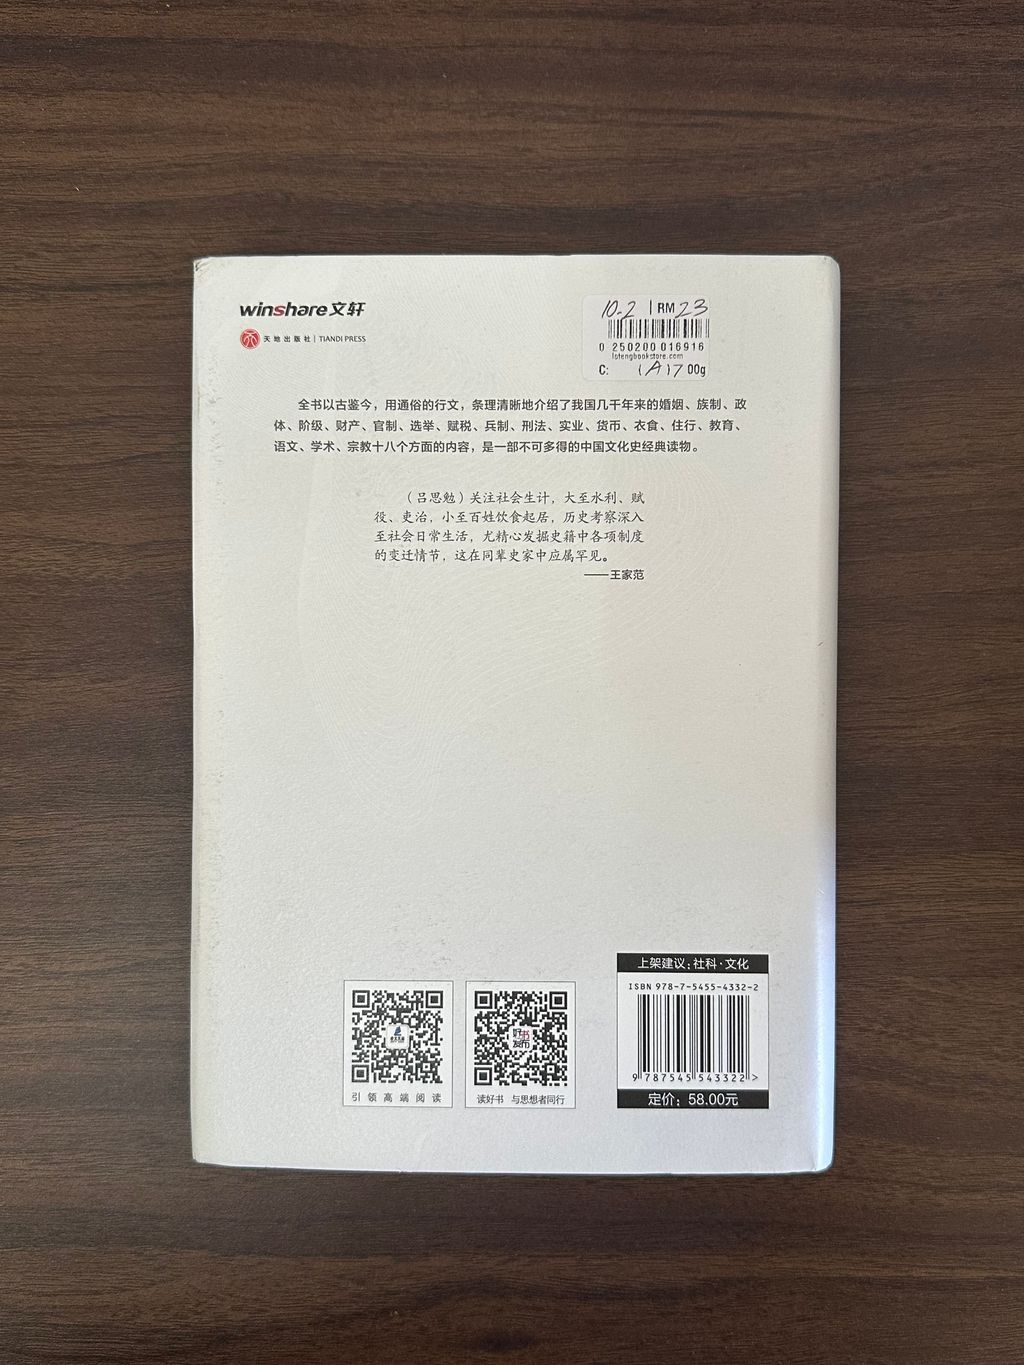 winshare文轩
天地出版社 | TIANDI PRESS
10-2 | RM 23
0 250200 016916
lotengbookstore.com
C: (A)7 00g
全书以古鉴今，用通俗的行文，条理清晰地介绍了我国几千年来的婚姻、族制、政
体、阶级、财产、官制、选举、赋税、兵制、刑法、实业、货币、衣食、住行、教育、
语文、学术、宗教十八个方面的内容，是一部不可多得的中国文化史经典读物。
（吕思勉）关注社会生计，大至水利、赋
役、吏治，小至百姓饮食起居，历史考察深入
至社会日常生活，尤精心发掘史籍中各项制度
的变迁情节，这在同辈史家中应属罕见。
——王家范
好书
发布
引领高端阅读
读好书 与思想者同行
上架建议：社科·文化
ISBN 978-7-5455-4332-2
9 787545 543322 >
定价：58.00元